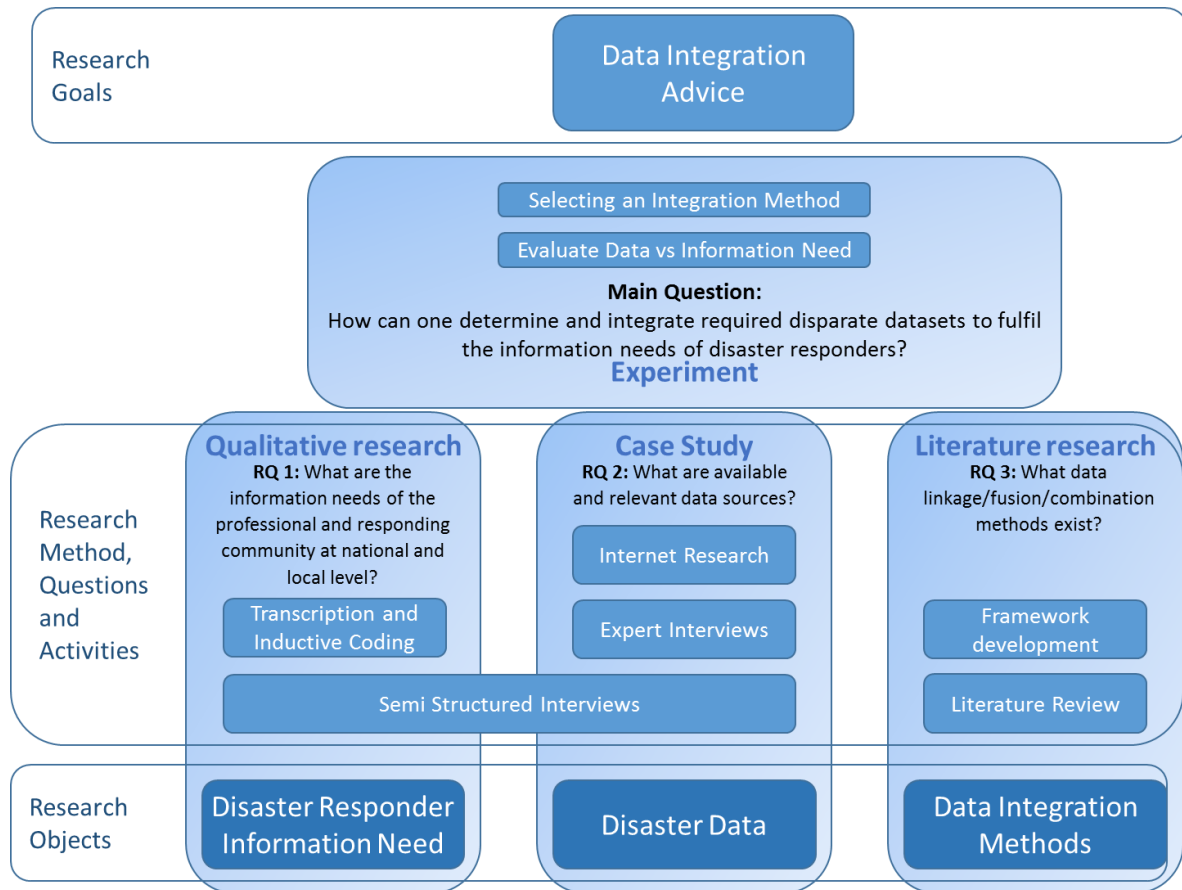 Research
Goals
Data Integration
Advice
Selecting an Integration Method
Evaluate Data vs Information Need
Main Question:
How can one determine and integrate required disparate datasets to fulfil
the information needs of disaster responders?
Experiment
Research
Method,
Questions
and
Activities
Qualitative research
RQ 1: What are the
information needs of the
professional and responding
community at national and
local level?
Transcription and
Inductive Coding
Case Study
RQ 2: What are available
and relevant data sources?
Internet Research
Expert Interviews
Semi Structured Interviews
Literature research
RQ 3: What data
linkage/fusion/combination
methods exist?
Framework
development
Literature Review
Research
Objects
Disaster Responder
Information Need
Disaster Data
Data Integration
Methods